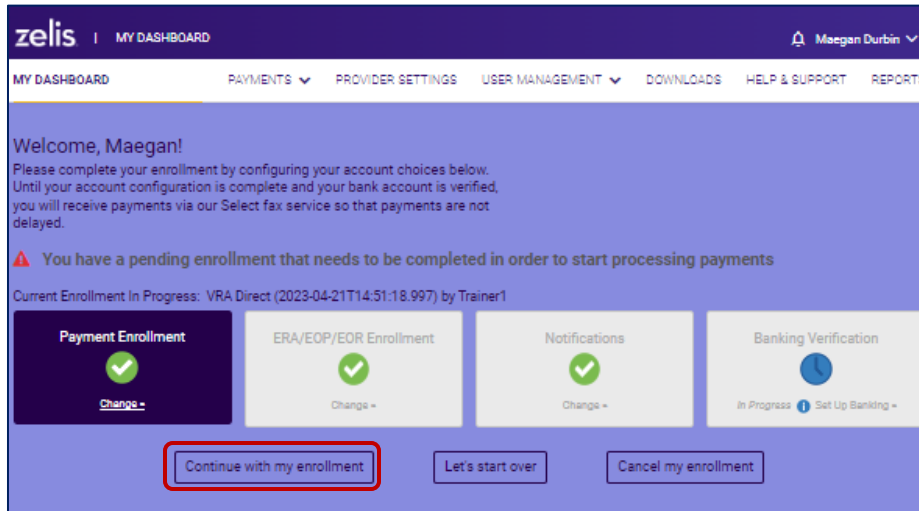 zelis | MY DASHBOARD Maegan Durbin
MY DASHBOARD PAYMENTS PROVIDER SETTINGS USER MANAGEMENT DOWNLOADS HELP & SUPPORT
Welcome, Maegan!
Please complete your enrollment by configuring your account choices below.
Until your account configuration is complete and your bank account is verified,
you will receive payments via our Select fax service so that payments are not
delayed.
You have a pending enrollment that needs to be completed in order to start processing payments
Current Enrollment In Progress: VRA Direct (2023-04-21T14:51:18.997) by Trainer1
Payment Enrollment ERA/EOP/EOR Enrollment Notifications Banking Verification
Change Change Change In Progress Set Up Banking
Continue with my enrollment Let's start over Cancel my enrollment